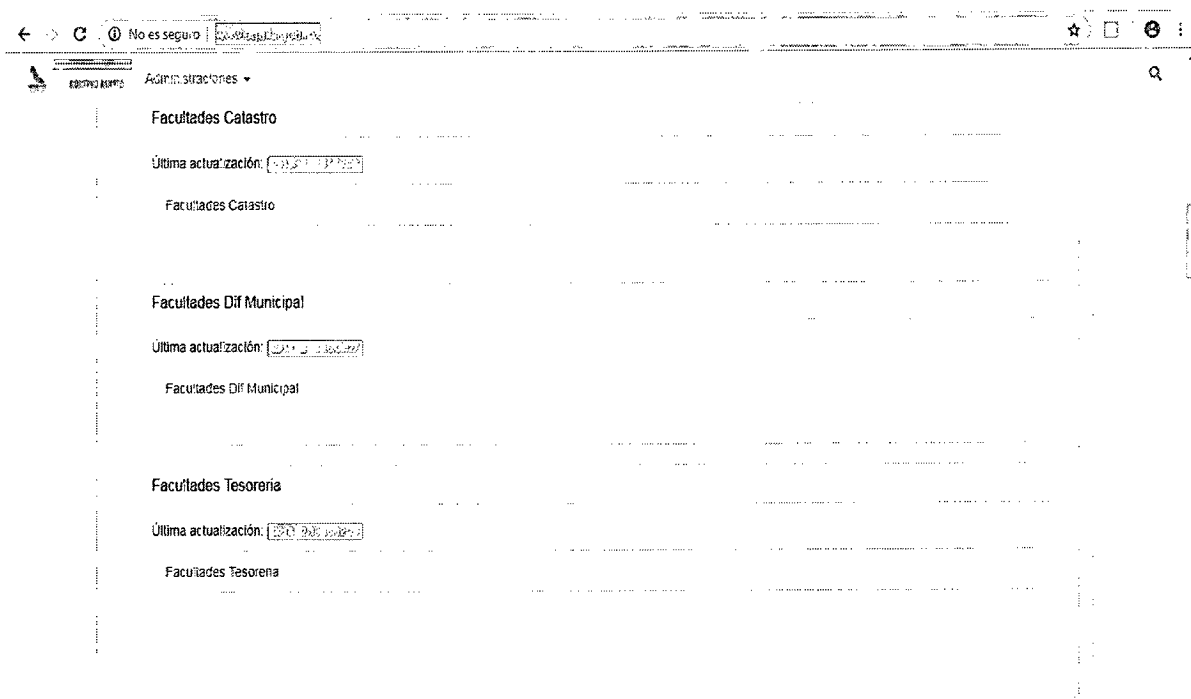 No es seguro
Administraciones
Facultades Catastro
Última actualización:
Facultades Catastro
Facultades Dif Municipal
Última actualización:
Facultades Dif Municipal
Facultades Tesoreria
Última actualización:
Facultades Tesoreria